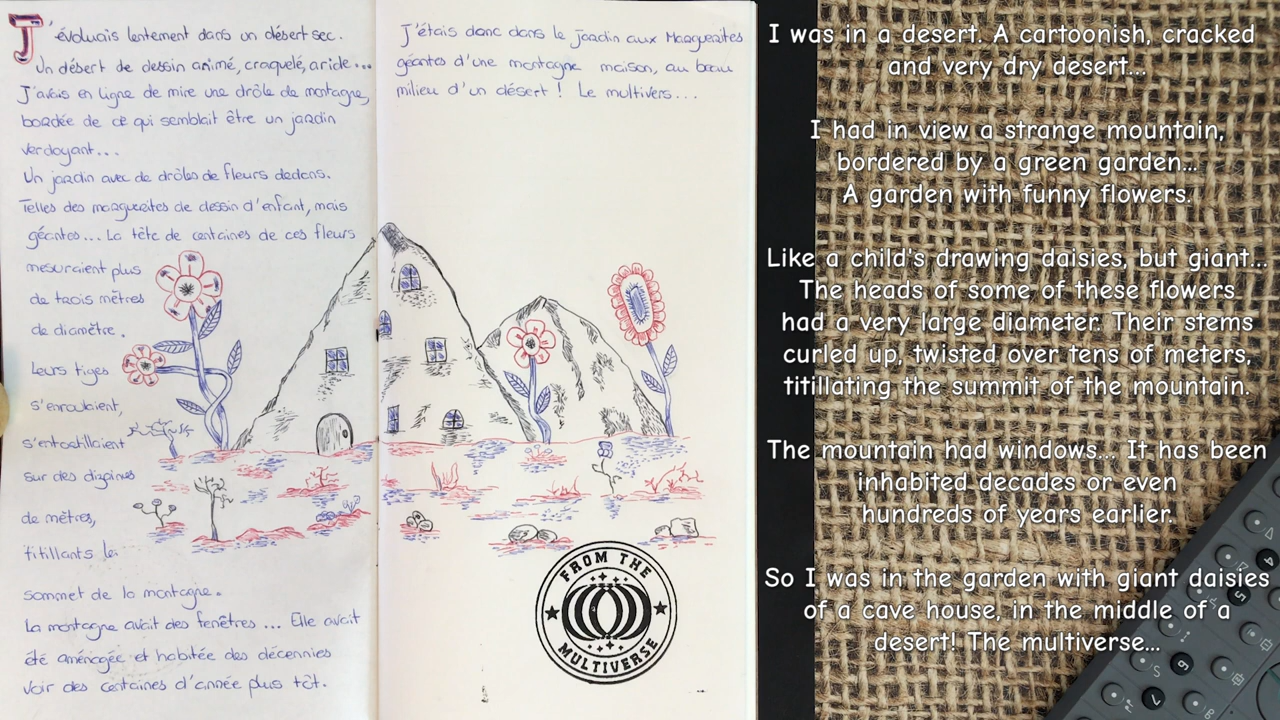 J'évoluais lentement dans un désert sec.
Un désert de dessin animé, craquelé, aride...
J'avais en ligne de mire une drôle de montagne,
bordée de ce qui semblait être un jardin
verdoyant...
Un jardin avec de drôles de fleurs dedans.
Telles des marguerites de dessin d'enfant, mais
géantes... La tête de centaines de ces fleurs
mesuraient plus
de trois mètres
de diamètre.
Leurs tiges
s'enroulaient,
s'entortillaient
sur des dizaines
de mètres,
titillants le
sommet de la montagne.
La montagne avait des fenêtres... Elle avait
été aménagée et habitée des décennies
voir des centaines d'année plus tôt.
J'étais donc dans le jardin aux Marguerites
géantes d'une montagne maison, au beau
milieu d'un désert ! Le multivers...
FROM THE
MULTIVERSE
I was in a desert. A cartoonish, cracked
and very dry desert...
I had in view a strange mountain,
bordered by a green garden...
A garden with funny flowers.
Like a child's drawing daisies, but giant...
The heads of some of these flowers
had a very large diameter. Their stems
curled up, twisted over tens of meters,
titillating the summit of the mountain.
The mountain had windows... It has been
inhabited decades or even
hundreds of years earlier.
So I was in the garden with giant daisies
of a cave house, in the middle of a
desert! The multiverse...